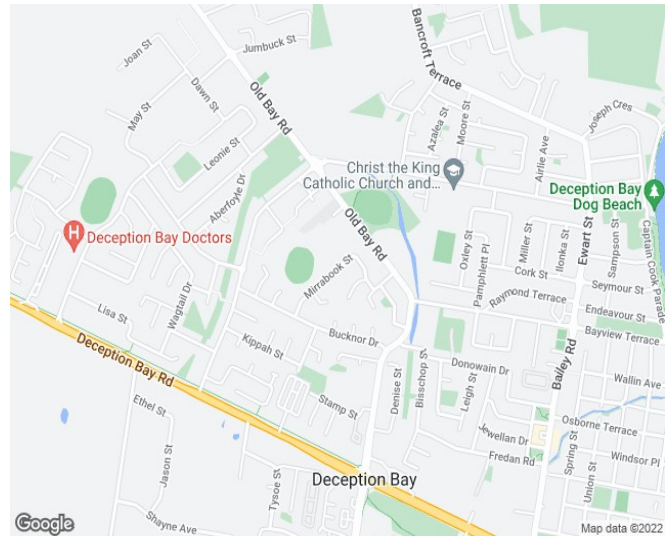 Joan St
Jumbuck St
Bancroft Terrace
Dawn St
Old Bay Rd
May St
Joseph Cres
Azalea St
Moore St
Leonie St
Airlie Ave
Christ the King
Catholic Church and...
Aberfoyle Dr
Deception Bay
Dog Beach
Old Bay Rd
Deception Bay Doctors
Oxley St
Pamphlett Pl
Miller St
Ilonka St
Ewart St
Sampson St
Captain Cook Parade
Mirrabook St
Cork St
Wagtail Dr
Seymour St
Raymond Terrace
Lisa St
Endeavour St
Bucknor Dr
Bayview Terrace
Kippah St
Deception Bay Rd
Donowain Dr
Bailey Rd
Denise St
Bisschop St
Leigh St
Wallin Ave
Stamp St
Ethel St
Osborne Terrace
Jewellan Dr
Spring St
Fredan Rd
Windsor Pl
Jason St
Tysoe St
Deception Bay
Union St
Shayne Ave
Google
Map data ©2022